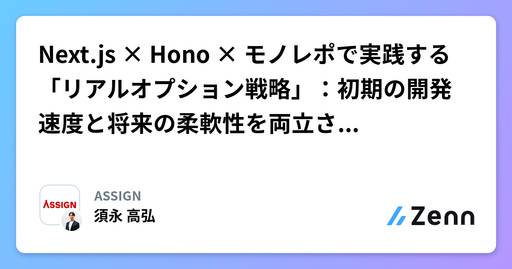 Next.js × Hono × モノレポで実践する
「リアルオプション戦略」：初期の開発
速度と将来の柔軟性を両立さ...
ASSIGN
ASSIGN
須永 高弘
Zenn